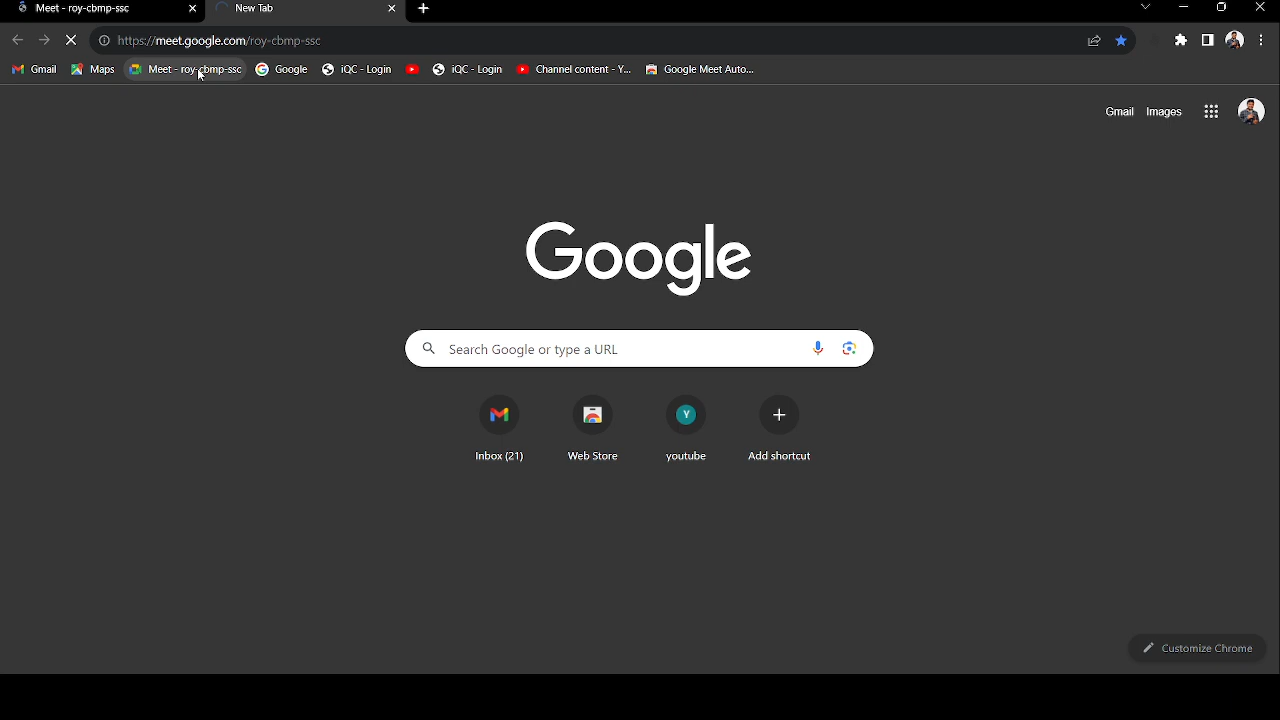 Meet - roy-cbmp-ssc New Tab
https://meet.google.com/roy-cbmp-ssc
Gmail Maps Meet - roy-cbmp-ssc Google iQC - Login iQC - Login Channel content - Y... Google Meet Auto...
Gmail Images
Google
Search Google or type a URL
Y
Inbox (21) Web Store youtube Add shortcut
Customize Chrome